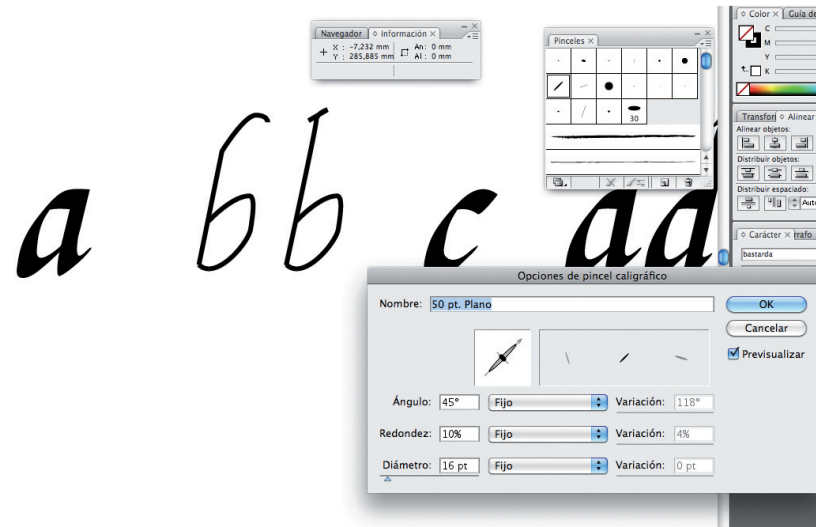 Color × Guía de
Navegador Información ×
X : -7,232 mm An: 0 mm
Y : 285,885 mm Al : 0 mm
Pinceles ×
C
M
Y
K
30
Transfor Alinear
Alinear objetos:
Distribuir objetos:
Distribuir espaciado:
Auto
a b b c a d
Carácter × rrafo
bastarda
Opciones de pincel caligráfico
Nombre: 50 pt. Plano
OK
Cancelar
Previsualizar
Ángulo: 45° Fijo Variación: 118°
Redondez: 10% Fijo Variación: 4%
Diámetro: 16 pt Fijo Variación: 0 pt